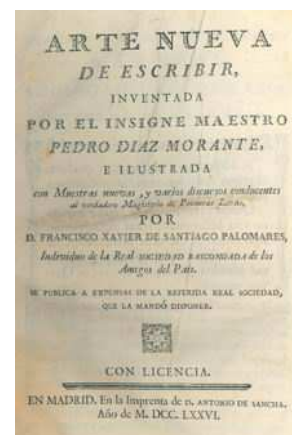 ARTE NUEVA
DE ESCRIBIR,
INVENTADA
POR EL INSIGNE MAESTRO
PEDRO DIAZ MORANTE,
E ILUSTRADA
con Muestras nuevas, y varios discursos conducentes
al verdadero Magisterio de Primeras Letras,
POR
D. FRANCISCO XAVIER DE SANTIAGO PALOMARES,
Individuo de la Real SOCIEDAD BASCONGADA de los
Amigos del País.
SE PUBLICA A EXPENSAS DE LA REFERIDA REAL SOCIEDAD,
QUE LA MANDÓ DISPONER.
CON LICENCIA.
EN MADRID. En la Imprenta de D. ANTONIO DE SANCHA.
Año de M. DCC. LXXVI.